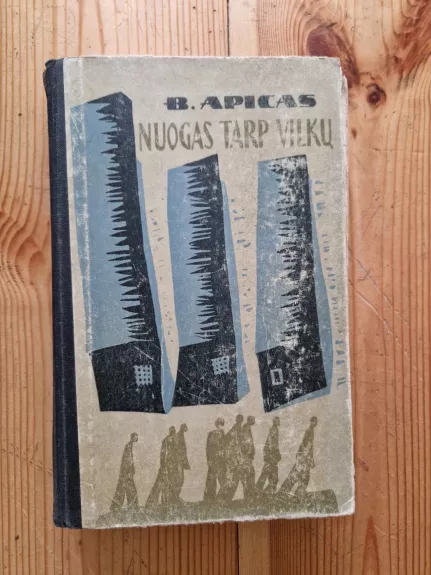 B. APICAS
NUOGAS TARP VILKŲ